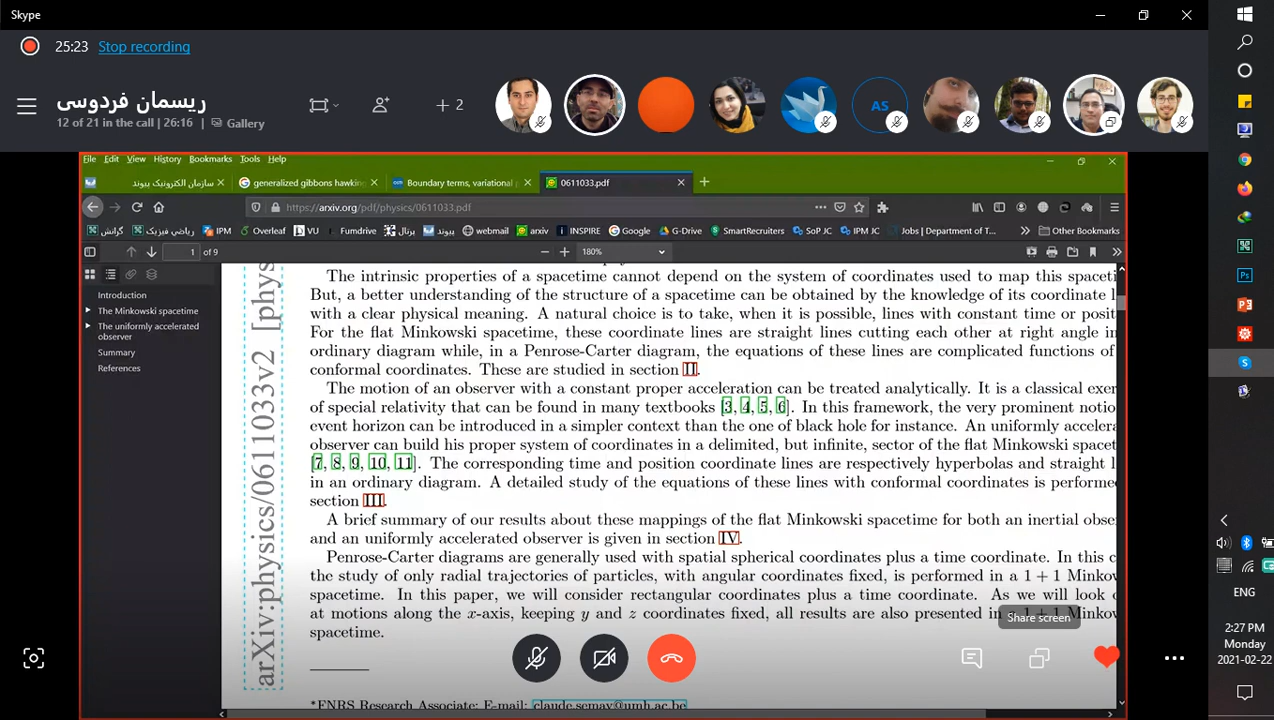 Skype
25:23 Stop recording
ریسمان فردوسی
12 of 21 in the call | 26:16 | Gallery
+ 2
AS
File Edit View History Bookmarks Tools Help
سازمان الکترونیک پیوند
generalized gibbons hawking
Boundary terms, variational p
0611033.pdf
https://arxiv.org/pdf/physics/0611033.pdf
گرانش ریاضی فیزیک IPM Overleaf VU Fumdrive پرتال پیوند webmail arxiv INSPIRE Google G-Drive SmartRecruiters SoP JC IPM JC Jobs | Department of T... Other Bookmarks
1 of 9
180%
Introduction
The Minkowski spacetime
The uniformly accelerated
observer
Summary
References
arXiv:physics/0611033v2 [phys
The intrinsic properties of a spacetime cannot depend on the system of coordinates used to map this spaceti
But, a better understanding of the structure of a spacetime can be obtained by the knowledge of its coordinate l
with a clear physical meaning. A natural choice is to take, when it is possible, lines with constant time or posit
For the flat Minkowski spacetime, these coordinate lines are straight lines cutting each other at right angle in
ordinary diagram while, in a Penrose-Carter diagram, the equations of these lines are complicated functions of
conformal coordinates. These are studied in section II.
The motion of an observer with a constant proper acceleration can be treated analytically. It is a classical exer
of special relativity that can be found in many textbooks [3, 4, 5, 6]. In this framework, the very prominent notio
event horizon can be introduced in a simpler context than the one of black hole for instance. An uniformly accelera
observer can build his proper system of coordinates in a delimited, but infinite, sector of the flat Minkowski spacet
[7, 8, 9, 10, 11]. The corresponding time and position coordinate lines are respectively hyperbolas and straight l
in an ordinary diagram. A detailed study of the equations of these lines with conformal coordinates is performe
section III.
A brief summary of our results about these mappings of the flat Minkowski spacetime for both an inertial obse
and an uniformly accelerated observer is given in section IV.
Penrose-Carter diagrams are generally used with spatial spherical coordinates plus a time coordinate. In this c
the study of only radial trajectories of particles, with angular coordinates fixed, is performed in a 1 + 1 Minkow
spacetime. In this paper, we will consider rectangular coordinates plus a time coordinate. As we will look o
at motions along the x-axis, keeping y and z coordinates fixed, all results are also presented in a 1 + 1 Minkow
spacetime.
Share screen
*FNRS Research Associate; E-mail: claude.semay@umh.ac.be
ENG
2:27 PM
Monday
2021-02-22